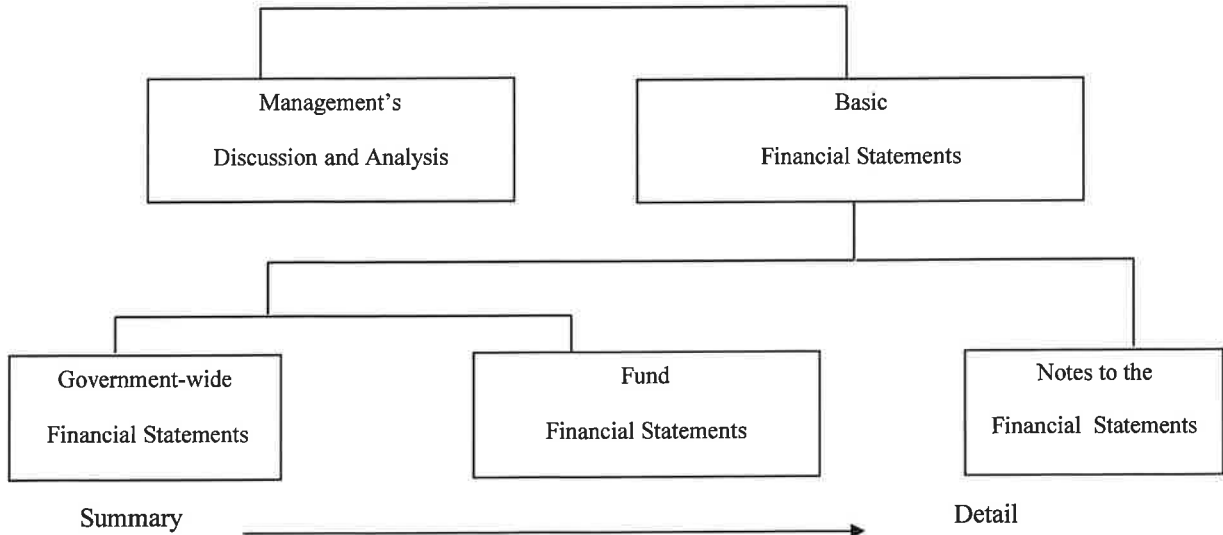 Management's
Discussion and Analysis
Basic
Financial Statements
Government-wide
Financial Statements
Fund
Financial Statements
Notes to the
Financial Statements
Summary
Detail